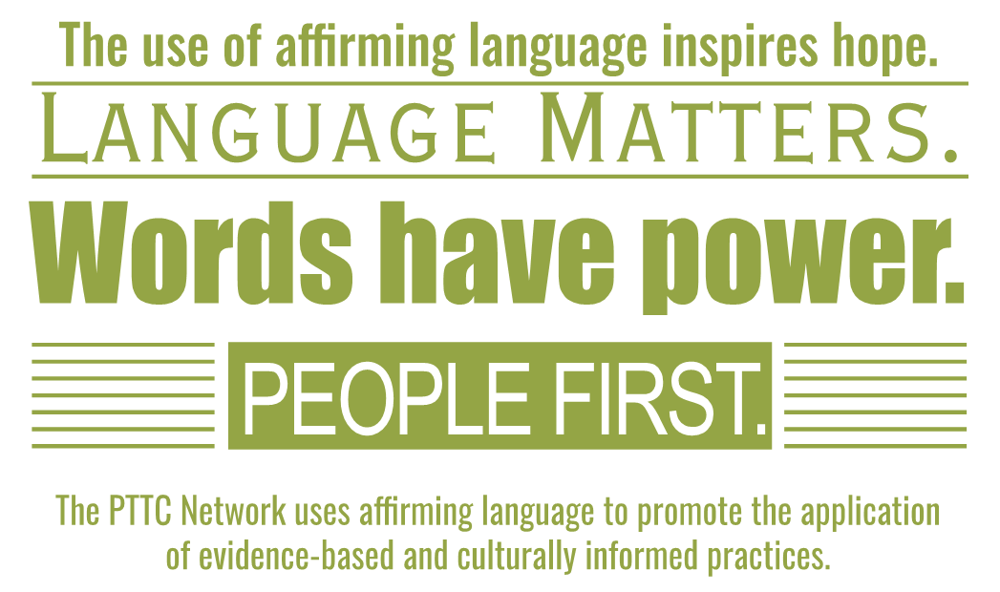 The use of affirming language inspires hope.
LANGUAGE MATTERS.
Words have power.
PEOPLE FIRST.
The PTTC Network uses affirming language to promote the application
of evidence-based and culturally informed practices.